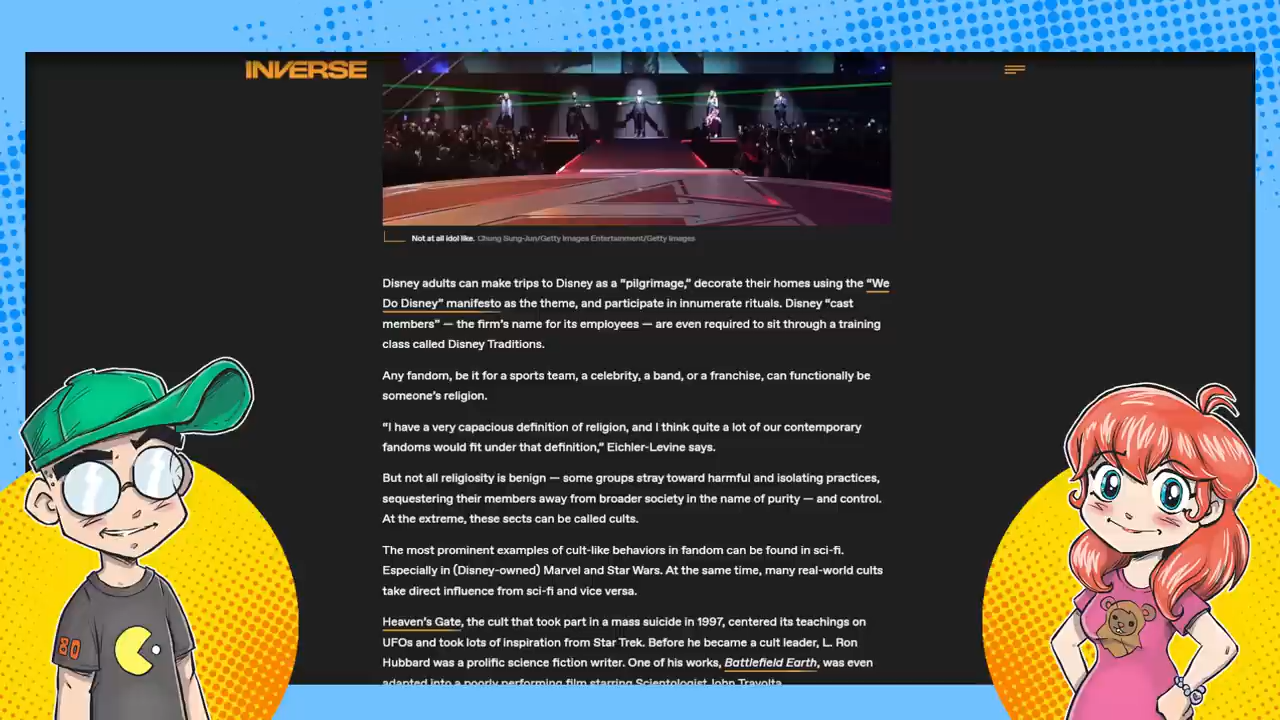 INVERSE
Not at all idol like. Chung Sung-Jun/Getty Images Entertainment/Getty Images
Disney adults can make trips to Disney as a “pilgrimage,” decorate their homes using the “We
Do Disney” manifesto as the theme, and participate in innumerate rituals. Disney “cast
members” — the firm’s name for its employees — are even required to sit through a training
class called Disney Traditions.
Any fandom, be it for a sports team, a celebrity, a band, or a franchise, can functionally be
someone’s religion.
“I have a very capacious definition of religion, and I think quite a lot of our contemporary
fandoms would fit under that definition,” Eichler-Levine says.
But not all religiosity is benign — some groups stray toward harmful and isolating practices,
sequestering their members away from broader society in the name of purity — and control.
At the extreme, these sects can be called cults.
The most prominent examples of cult-like behaviors in fandom can be found in sci-fi.
Especially in (Disney-owned) Marvel and Star Wars. At the same time, many real-world cults
take direct influence from sci-fi and vice versa.
Heaven’s Gate, the cult that took part in a mass suicide in 1997, centered its teachings on
UFOs and took lots of inspiration from Star Trek. Before he became a cult leader, L. Ron
Hubbard was a prolific science fiction writer. One of his works, Battlefield Earth, was even
adapted into a poorly performing film starring Scientologist John Travolta.
80